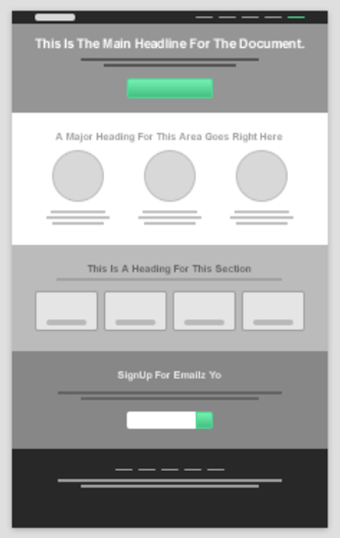 This Is The Main Headline For The Document.
A Major Heading For This Area Goes Right Here
This Is A Heading For This Section
SignUp For Emailz Yo